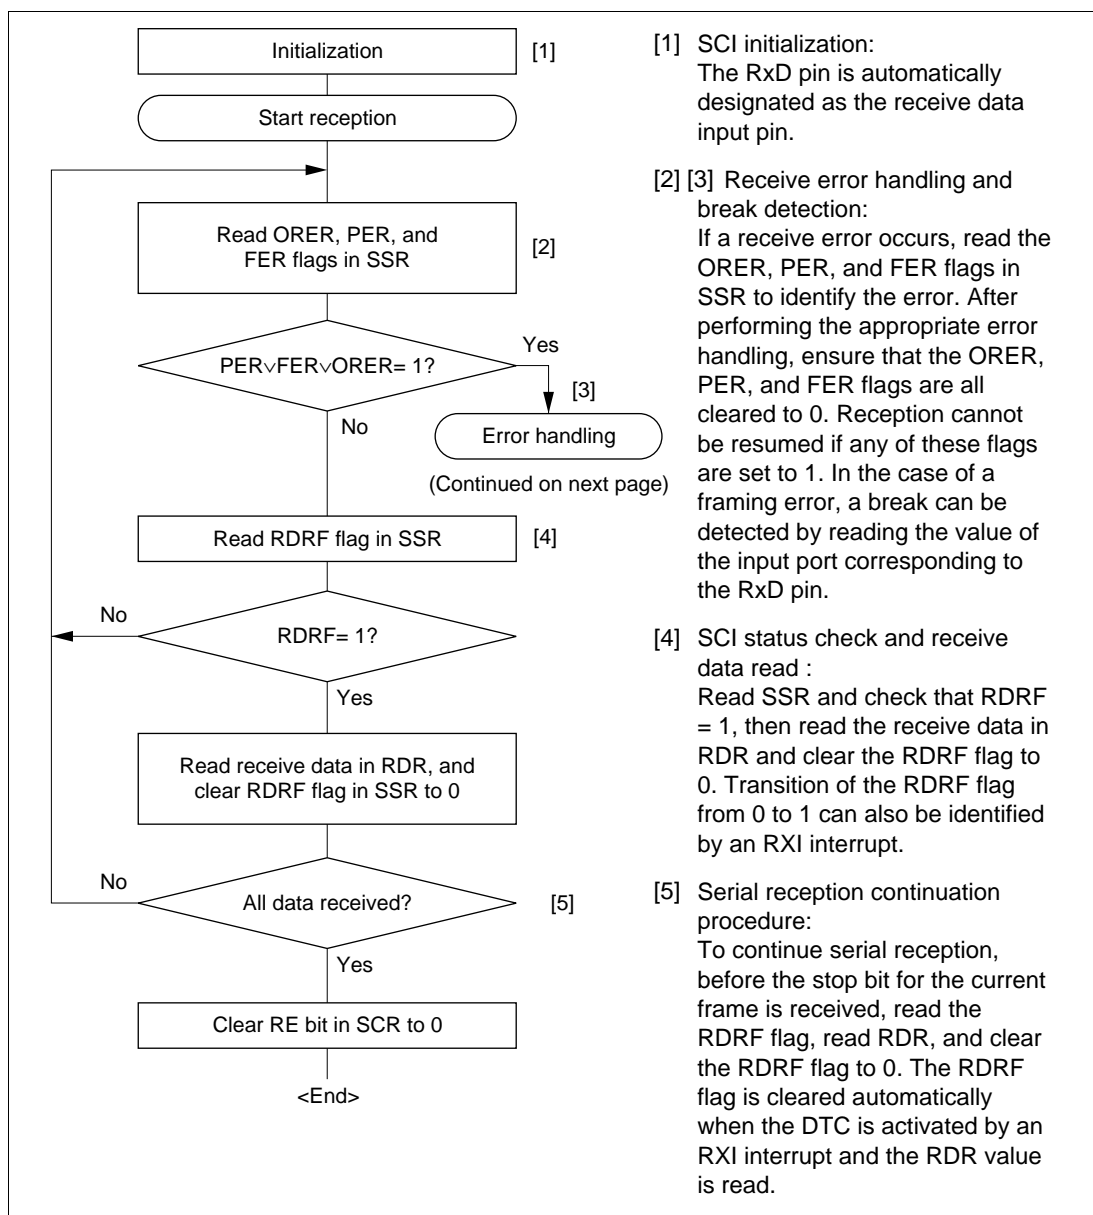 Initialization
[1]
Start reception
Read ORER, PER, and
FER flags in SSR
[2]
PER∨FER∨ORER= 1?
Yes
[3]
No
Error handling
(Continued on next page)
Read RDRF flag in SSR
[4]
No
RDRF= 1?
Yes
Read receive data in RDR, and
clear RDRF flag in SSR to 0
No
All data received?
[5]
Yes
Clear RE bit in SCR to 0
<End>
[1] SCI initialization:
The RxD pin is automatically
designated as the receive data
input pin.
[2] [3] Receive error handling and
break detection:
If a receive error occurs, read the
ORER, PER, and FER flags in
SSR to identify the error. After
performing the appropriate error
handling, ensure that the ORER,
PER, and FER flags are all
cleared to 0. Reception cannot
be resumed if any of these flags
are set to 1. In the case of a
framing error, a break can be
detected by reading the value of
the input port corresponding to
the RxD pin.
[4] SCI status check and receive
data read :
Read SSR and check that RDRF
= 1, then read the receive data in
RDR and clear the RDRF flag to
0. Transition of the RDRF flag
from 0 to 1 can also be identified
by an RXI interrupt.
[5] Serial reception continuation
procedure:
To continue serial reception,
before the stop bit for the current
frame is received, read the
RDRF flag, read RDR, and clear
the RDRF flag to 0. The RDRF
flag is cleared automatically
when the DTC is activated by an
RXI interrupt and the RDR value
is read.